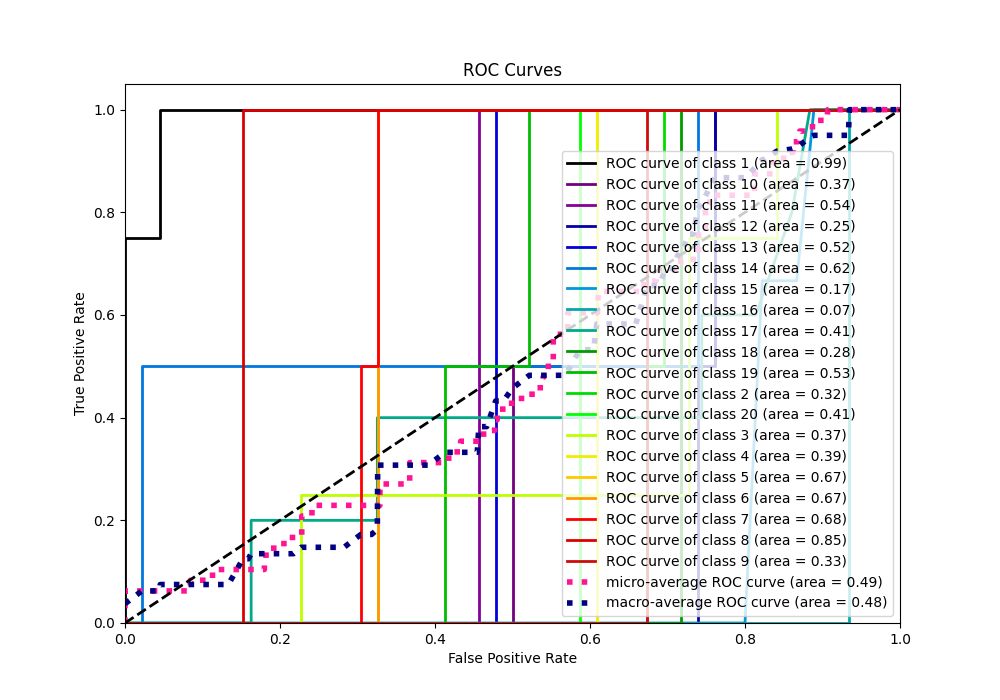 ROC Curves
True Positive Rate
1.0
0.8
0.6
0.4
0.2
0.0
ROC curve of class 1 (area = 0.99)
ROC curve of class 10 (area = 0.37)
ROC curve of class 11 (area = 0.54)
ROC curve of class 12 (area = 0.25)
ROC curve of class 13 (area = 0.52)
ROC curve of class 14 (area = 0.62)
ROC curve of class 15 (area = 0.17)
ROC curve of class 16 (area = 0.07)
ROC curve of class 17 (area = 0.41)
ROC curve of class 18 (area = 0.28)
ROC curve of class 19 (area = 0.53)
ROC curve of class 2 (area = 0.32)
ROC curve of class 20 (area = 0.41)
ROC curve of class 3 (area = 0.37)
ROC curve of class 4 (area = 0.39)
ROC curve of class 5 (area = 0.67)
ROC curve of class 6 (area = 0.67)
ROC curve of class 7 (area = 0.68)
ROC curve of class 8 (area = 0.85)
ROC curve of class 9 (area = 0.33)
micro-average ROC curve (area = 0.49)
macro-average ROC curve (area = 0.48)
0.0 0.2 0.4 0.6 0.8 1.0
False Positive Rate